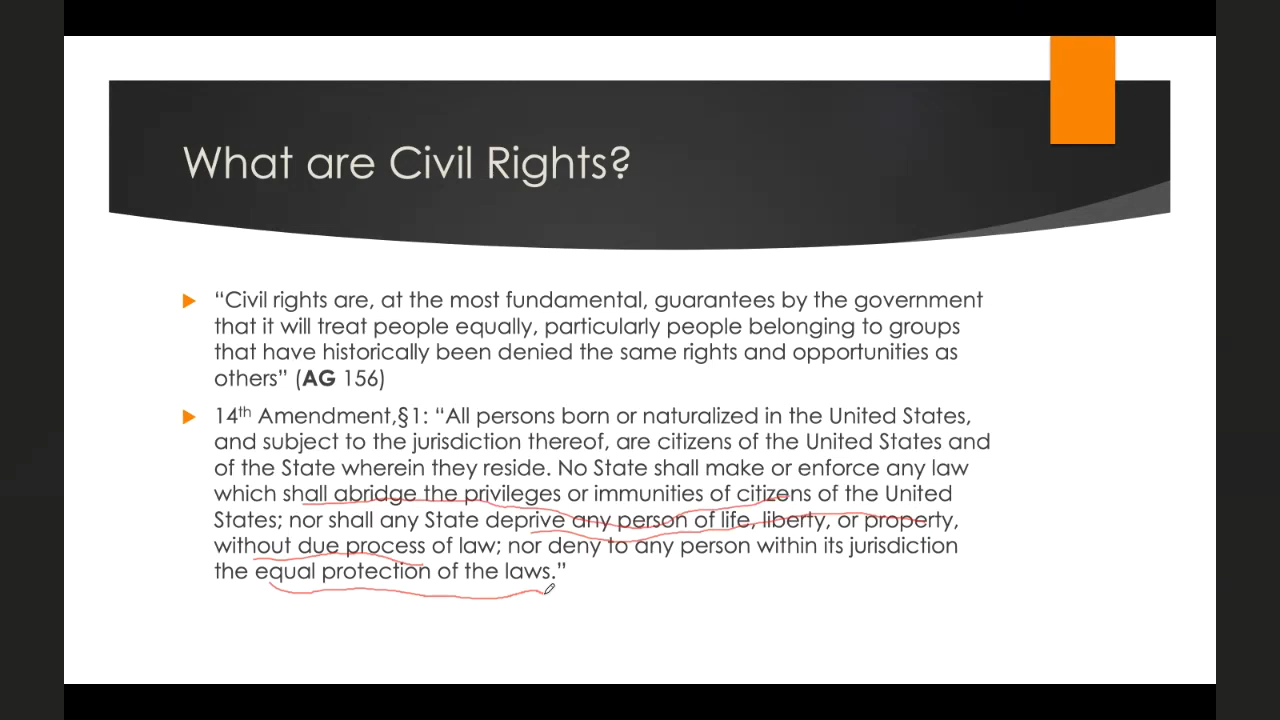 What are Civil Rights?
“Civil rights are, at the most fundamental, guarantees by the government
that it will treat people equally, particularly people belonging to groups
that have historically been denied the same rights and opportunities as
others” (AG 156)
14th Amendment,§1: “All persons born or naturalized in the United States,
and subject to the jurisdiction thereof, are citizens of the United States and
of the State wherein they reside. No State shall make or enforce any law
which shall abridge the privileges or immunities of citizens of the United
States; nor shall any State deprive any person of life, liberty, or property,
without due process of law; nor deny to any person within its jurisdiction
the equal protection of the laws.”